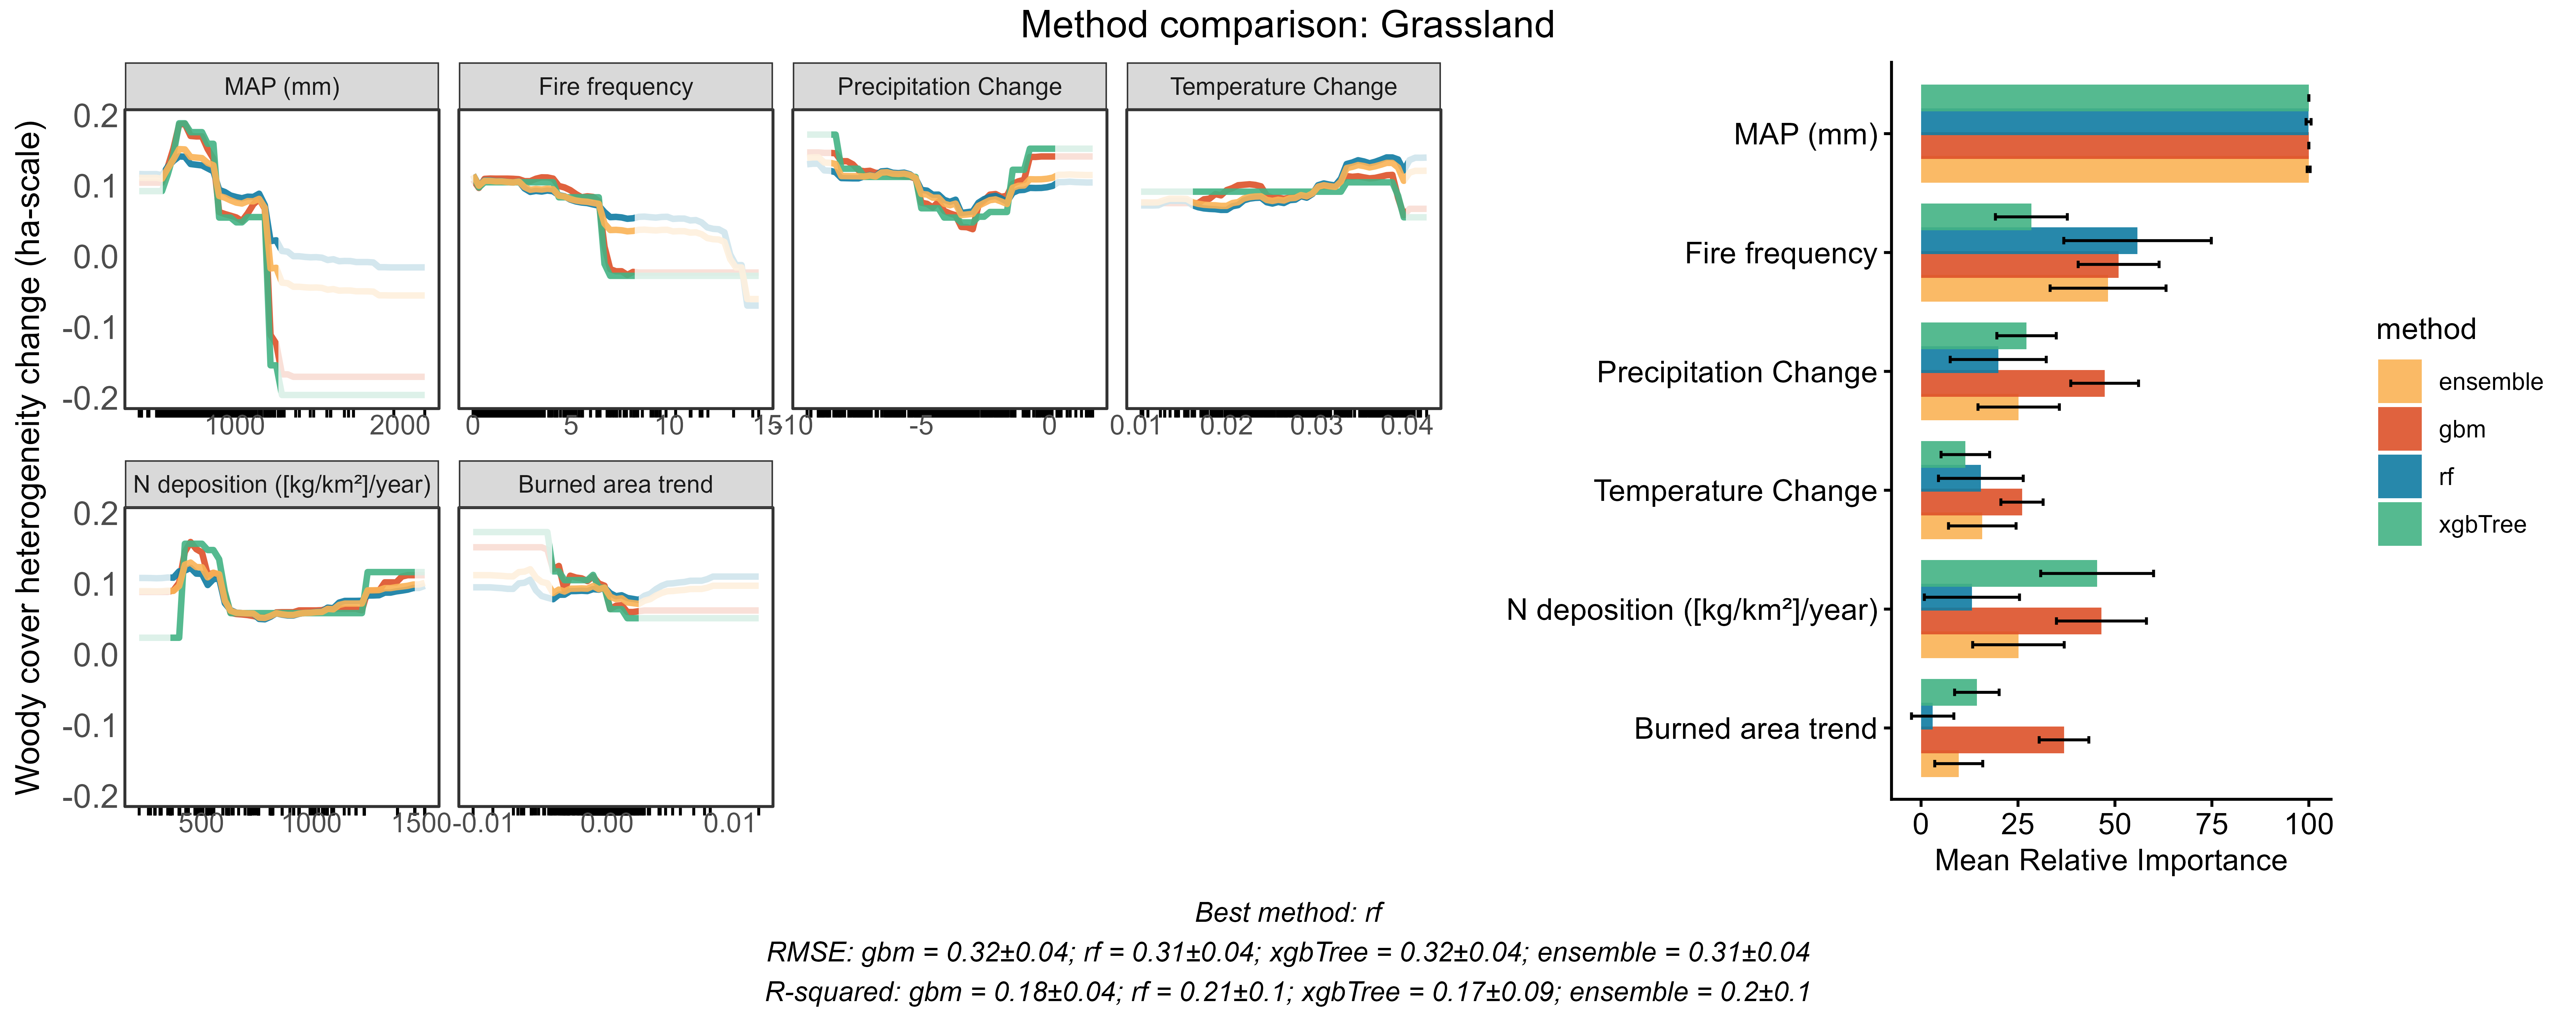 Method comparison: Grassland
Woody cover heterogeneity change (ha-scale)
MAP (mm)
Fire frequency
Precipitation Change
Temperature Change
0.2
0.1
0.0
-0.1
-0.2
1000 2000
0 5 10 15
-10 -5 0
0.01 0.02 0.03 0.04
N deposition ([kg/km²]/year)
Burned area trend
0.2
0.1
0.0
-0.1
-0.2
500 1000 1500
-0.01 0.00 0.01
MAP (mm)
Fire frequency
Precipitation Change
Temperature Change
N deposition ([kg/km²]/year)
Burned area trend
0 25 50 75 100
Mean Relative Importance
method
ensemble
gbm
rf
xgbTree
Best method: rf
RMSE: gbm = 0.32±0.04; rf = 0.31±0.04; xgbTree = 0.32±0.04; ensemble = 0.31±0.04
R-squared: gbm = 0.18±0.04; rf = 0.21±0.1; xgbTree = 0.17±0.09; ensemble = 0.2±0.1